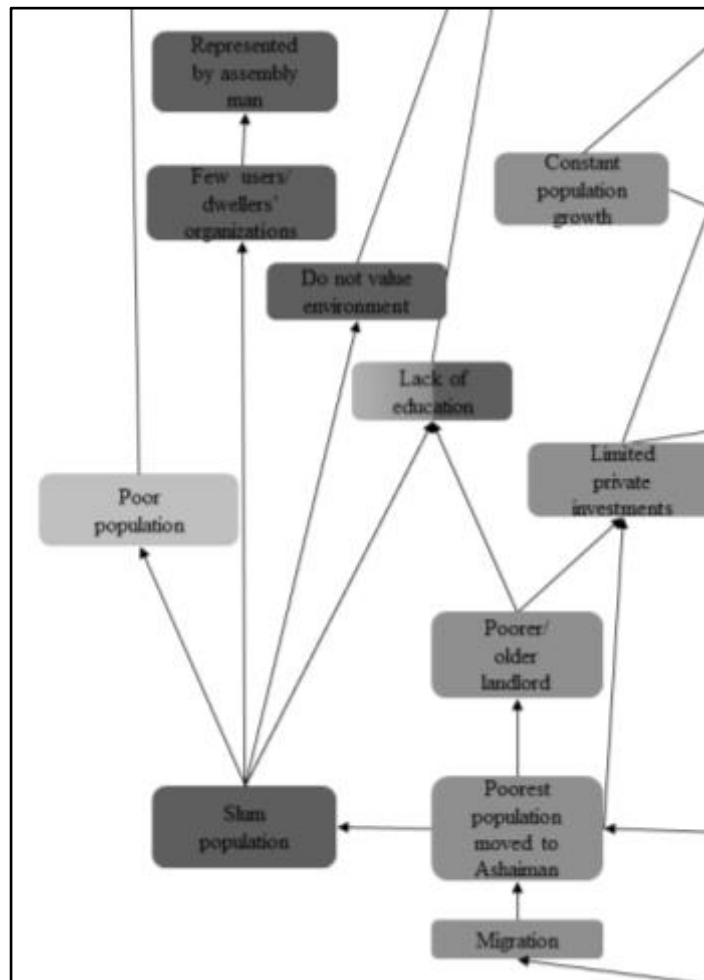 Represented
by assembly
man
Few users/
dwellers'
organizations
Constant
population
growth
Do not value
environment
Lack of
education
Limited
private
investments
Poor
population
Poorer/
older
landlord
Slum
population
Poorest
population
moved to
Ashaiman
Migration